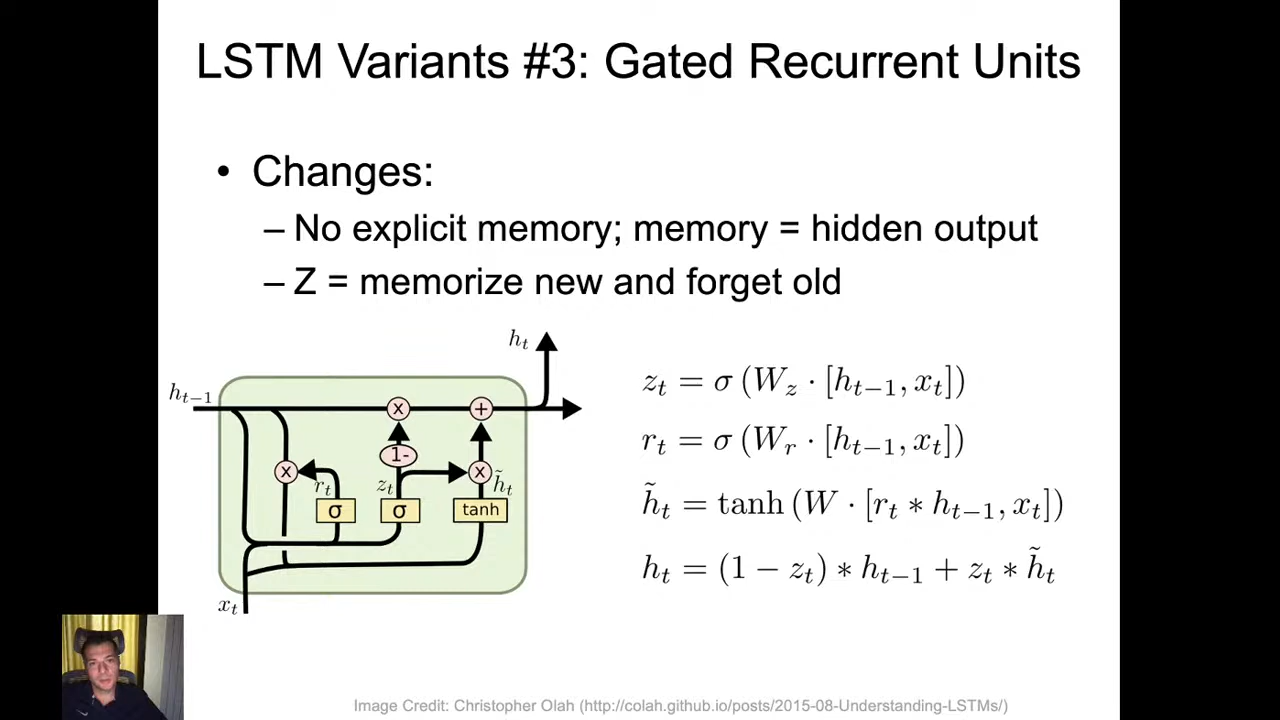 LSTM Variants #3: Gated Recurrent Units
• Changes:
– No explicit memory; memory = hidden output
– Z = memorize new and forget old
h_t
h_{t-1}
x
+
1-
x
r_t
z_t
x
h̃_t
σ
σ
tanh
x_t
z_t = σ (W_z · [h_{t-1}, x_t])
r_t = σ (W_r · [h_{t-1}, x_t])
h̃_t = tanh (W · [r_t * h_{t-1}, x_t])
h_t = (1 − z_t) * h_{t-1} + z_t * h̃_t
Image Credit: Christopher Olah (http://colah.github.io/posts/2015-08-Understanding-LSTMs/)